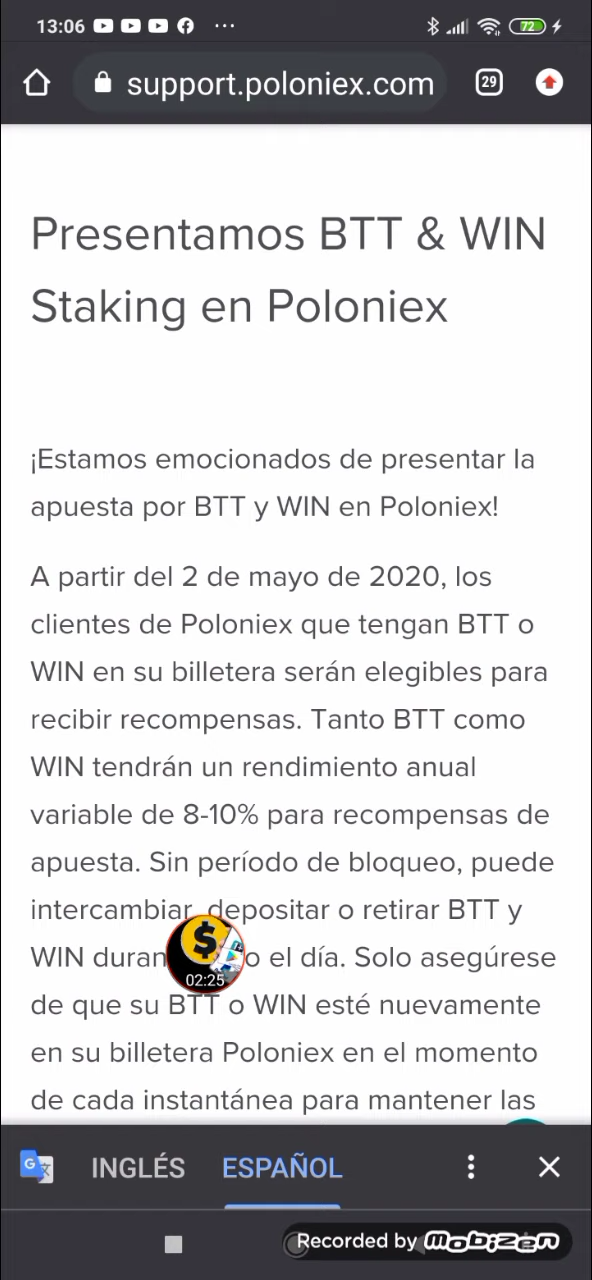 13:06
72
support.poloniex.com
29
Presentamos BTT & WIN
Staking en Poloniex
¡Estamos emocionados de presentar la
apuesta por BTT y WIN en Poloniex!
A partir del 2 de mayo de 2020, los
clientes de Poloniex que tengan BTT o
WIN en su billetera serán elegibles para
recibir recompensas. Tanto BTT como
WIN tendrán un rendimiento anual
variable de 8-10% para recompensas de
apuesta. Sin período de bloqueo, puede
intercambiar, depositar o retirar BTT y
WIN duran o el día. Solo asegúrese
02:25
de que su BTT o WIN esté nuevamente
en su billetera Poloniex en el momento
de cada instantánea para mantener las
INGLÉS ESPAÑOL
Recorded by Mobizen